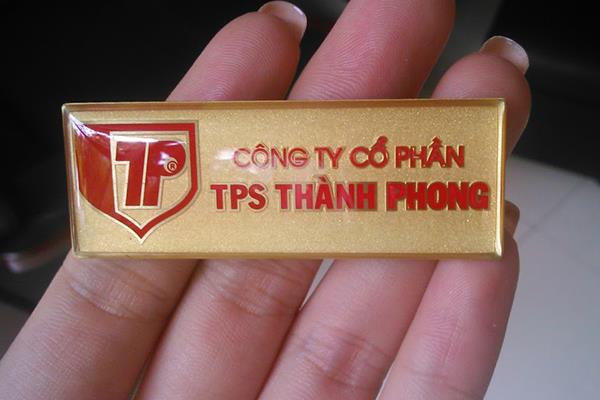 TP®
CÔNG TY CỔ PHẦN
TPS THÀNH PHONG